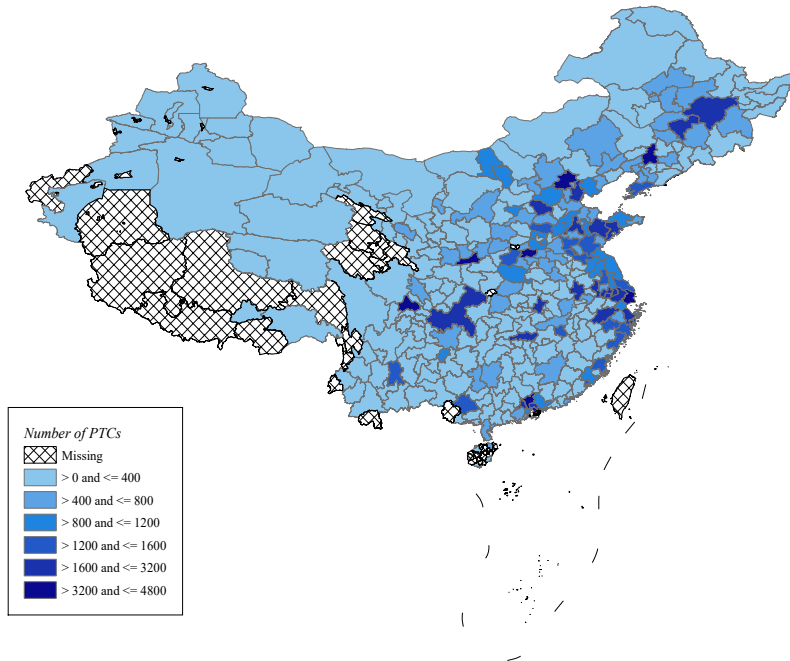 Number of PTCs
Missing
> 0 and <= 400
> 400 and <= 800
> 800 and <= 1200
> 1200 and <= 1600
> 1600 and <= 3200
> 3200 and <= 4800